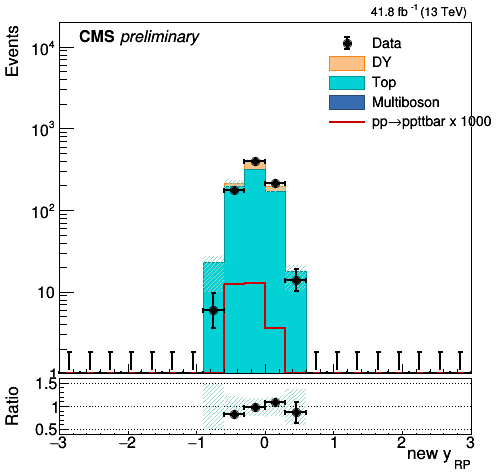 41.8 fb⁻¹ (13 TeV)
Events
CMS preliminary
Data
DY
Top
Multiboson
pp→ppttbar x 1000
10⁴
10³
10²
10
1
Ratio
1.5
1
0.5
−3 −2 −1 0 1 2 3
new y_RP